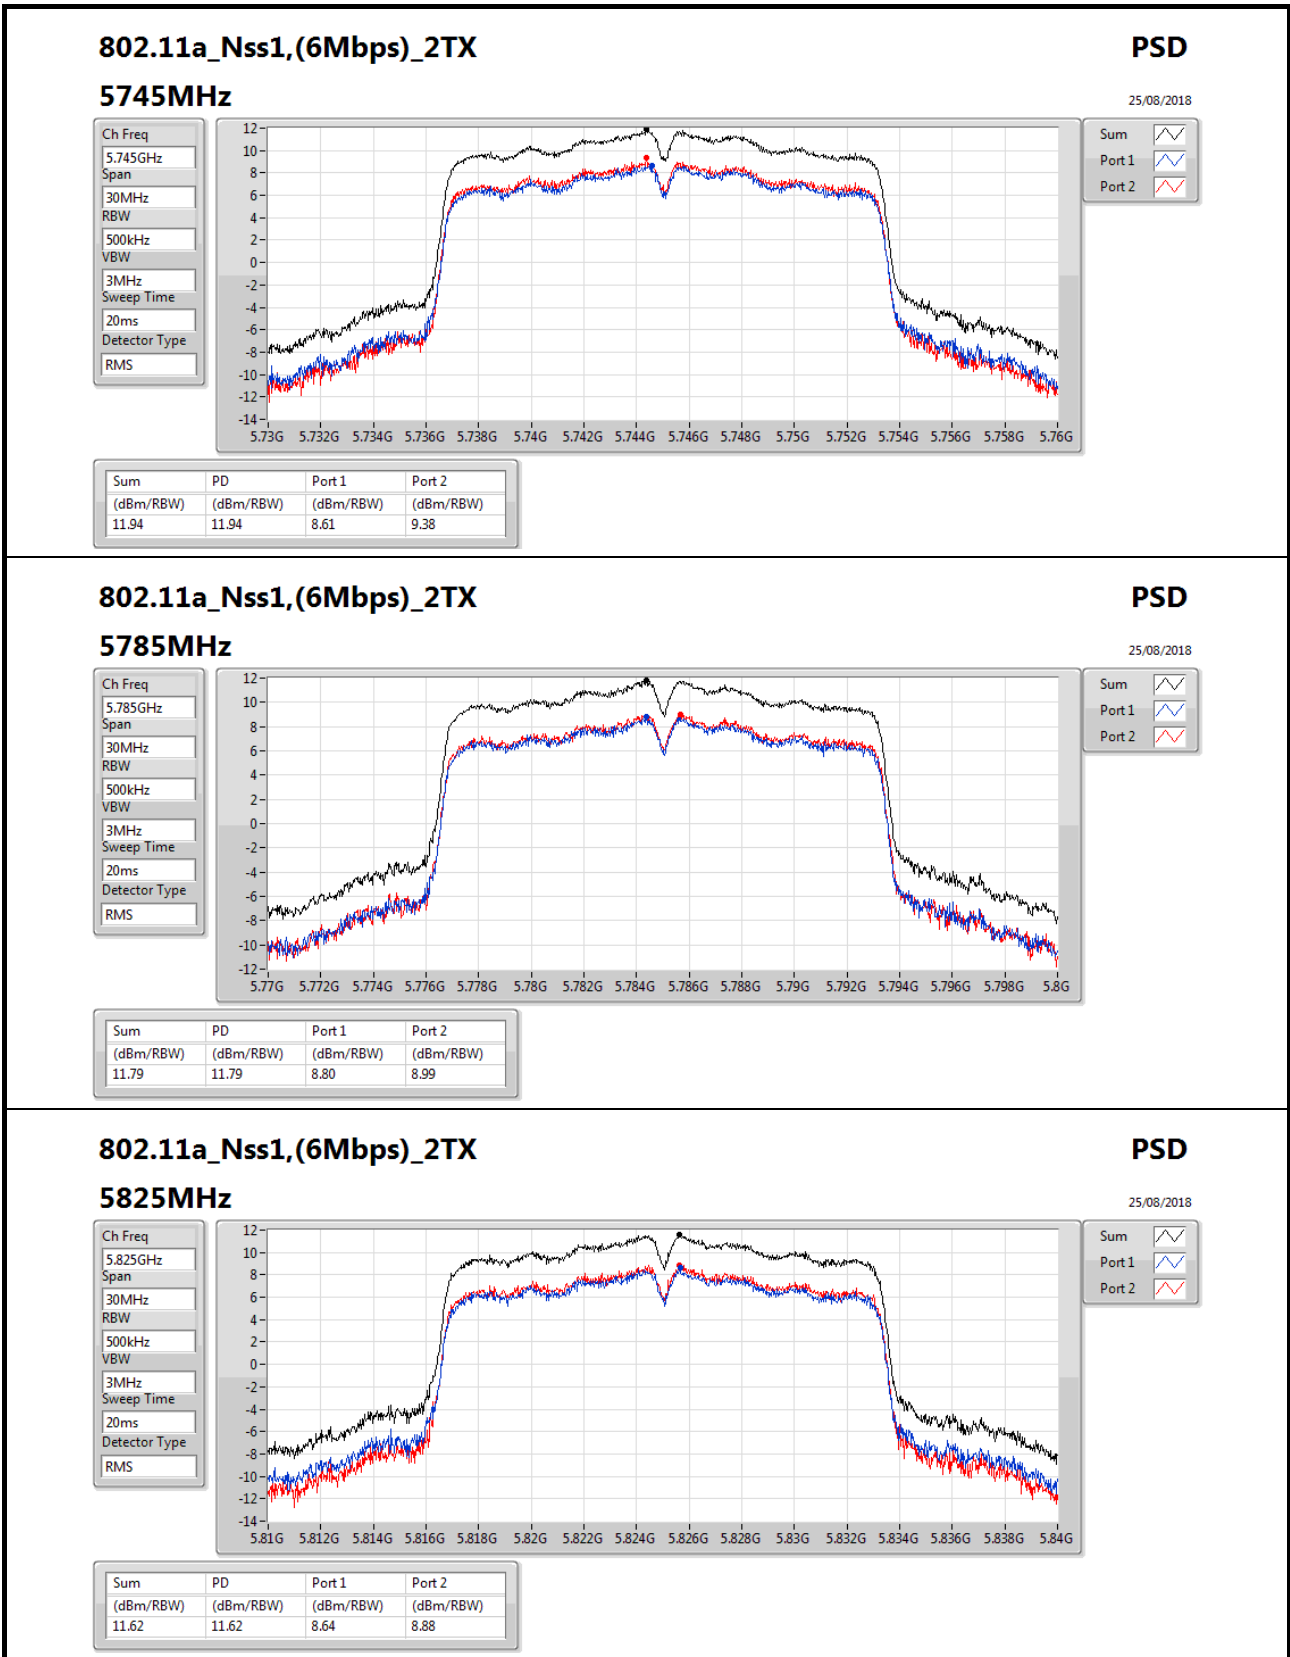 802.11a_Nss1,(6Mbps)_2TX PSD
5745MHz 25/08/2018
Ch Freq
5.745GHz
Span
30MHz
RBW
500kHz
VBW
3MHz
Sweep Time
20ms
Detector Type
RMS
12
10
8
6
4
2
0
-2
-4
-6
-8
-10
-12
-14
5.73G 5.732G 5.734G 5.736G 5.738G 5.74G 5.742G 5.744G 5.746G 5.748G 5.75G 5.752G 5.754G 5.756G 5.758G 5.76G
Sum
Port 1
Port 2
Sum PD Port 1 Port 2
(dBm/RBW) (dBm/RBW) (dBm/RBW) (dBm/RBW)
11.94 11.94 8.61 9.38
802.11a_Nss1,(6Mbps)_2TX PSD
5785MHz 25/08/2018
Ch Freq
5.785GHz
Span
30MHz
RBW
500kHz
VBW
3MHz
Sweep Time
20ms
Detector Type
RMS
12
10
8
6
4
2
0
-2
-4
-6
-8
-10
-12
5.77G 5.772G 5.774G 5.776G 5.778G 5.78G 5.782G 5.784G 5.786G 5.788G 5.79G 5.792G 5.794G 5.796G 5.798G 5.8G
Sum
Port 1
Port 2
Sum PD Port 1 Port 2
(dBm/RBW) (dBm/RBW) (dBm/RBW) (dBm/RBW)
11.79 11.79 8.80 8.99
802.11a_Nss1,(6Mbps)_2TX PSD
5825MHz 25/08/2018
Ch Freq
5.825GHz
Span
30MHz
RBW
500kHz
VBW
3MHz
Sweep Time
20ms
Detector Type
RMS
12
10
8
6
4
2
0
-2
-4
-6
-8
-10
-12
-14
5.81G 5.812G 5.814G 5.816G 5.818G 5.82G 5.822G 5.824G 5.826G 5.828G 5.83G 5.832G 5.834G 5.836G 5.838G 5.84G
Sum
Port 1
Port 2
Sum PD Port 1 Port 2
(dBm/RBW) (dBm/RBW) (dBm/RBW) (dBm/RBW)
11.62 11.62 8.64 8.88